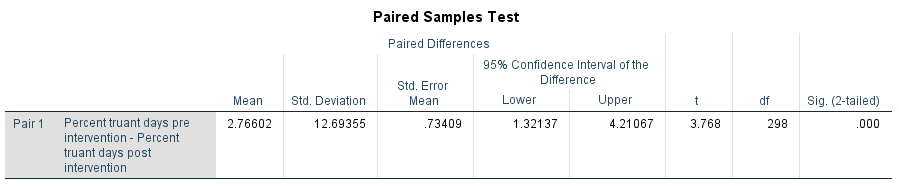 Paired Samples Test
Paired Differences
95% Confidence Interval of the
Difference
Std. Error
Mean
Mean Std. Deviation Lower Upper t df Sig. (2-tailed)
Pair 1 Percent truant days pre 2.76602 12.69355 .73409 1.32137 4.21067 3.768 298 .000
intervention - Percent
truant days post
intervention